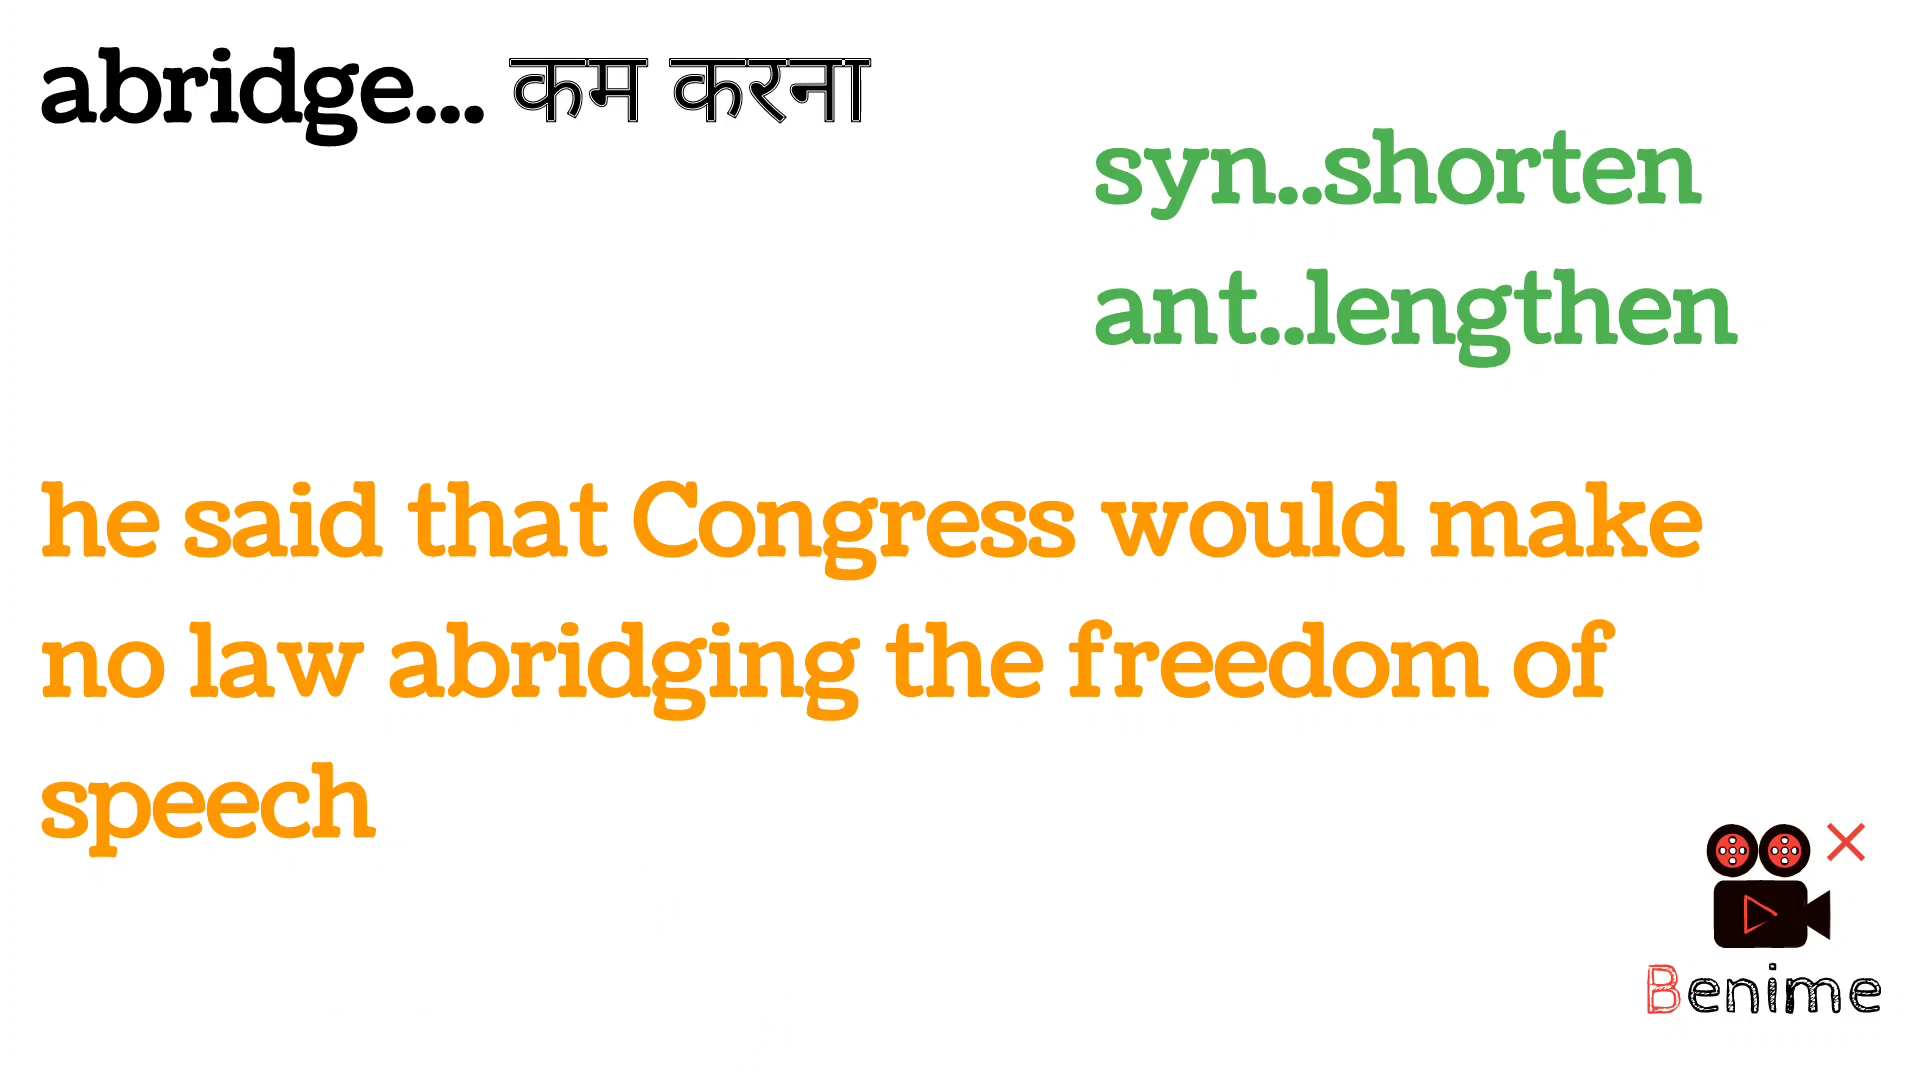 abridge... कम करना
syn..shorten
ant..lengthen
he said that Congress would make
no law abridging the freedom of
speech
Benime